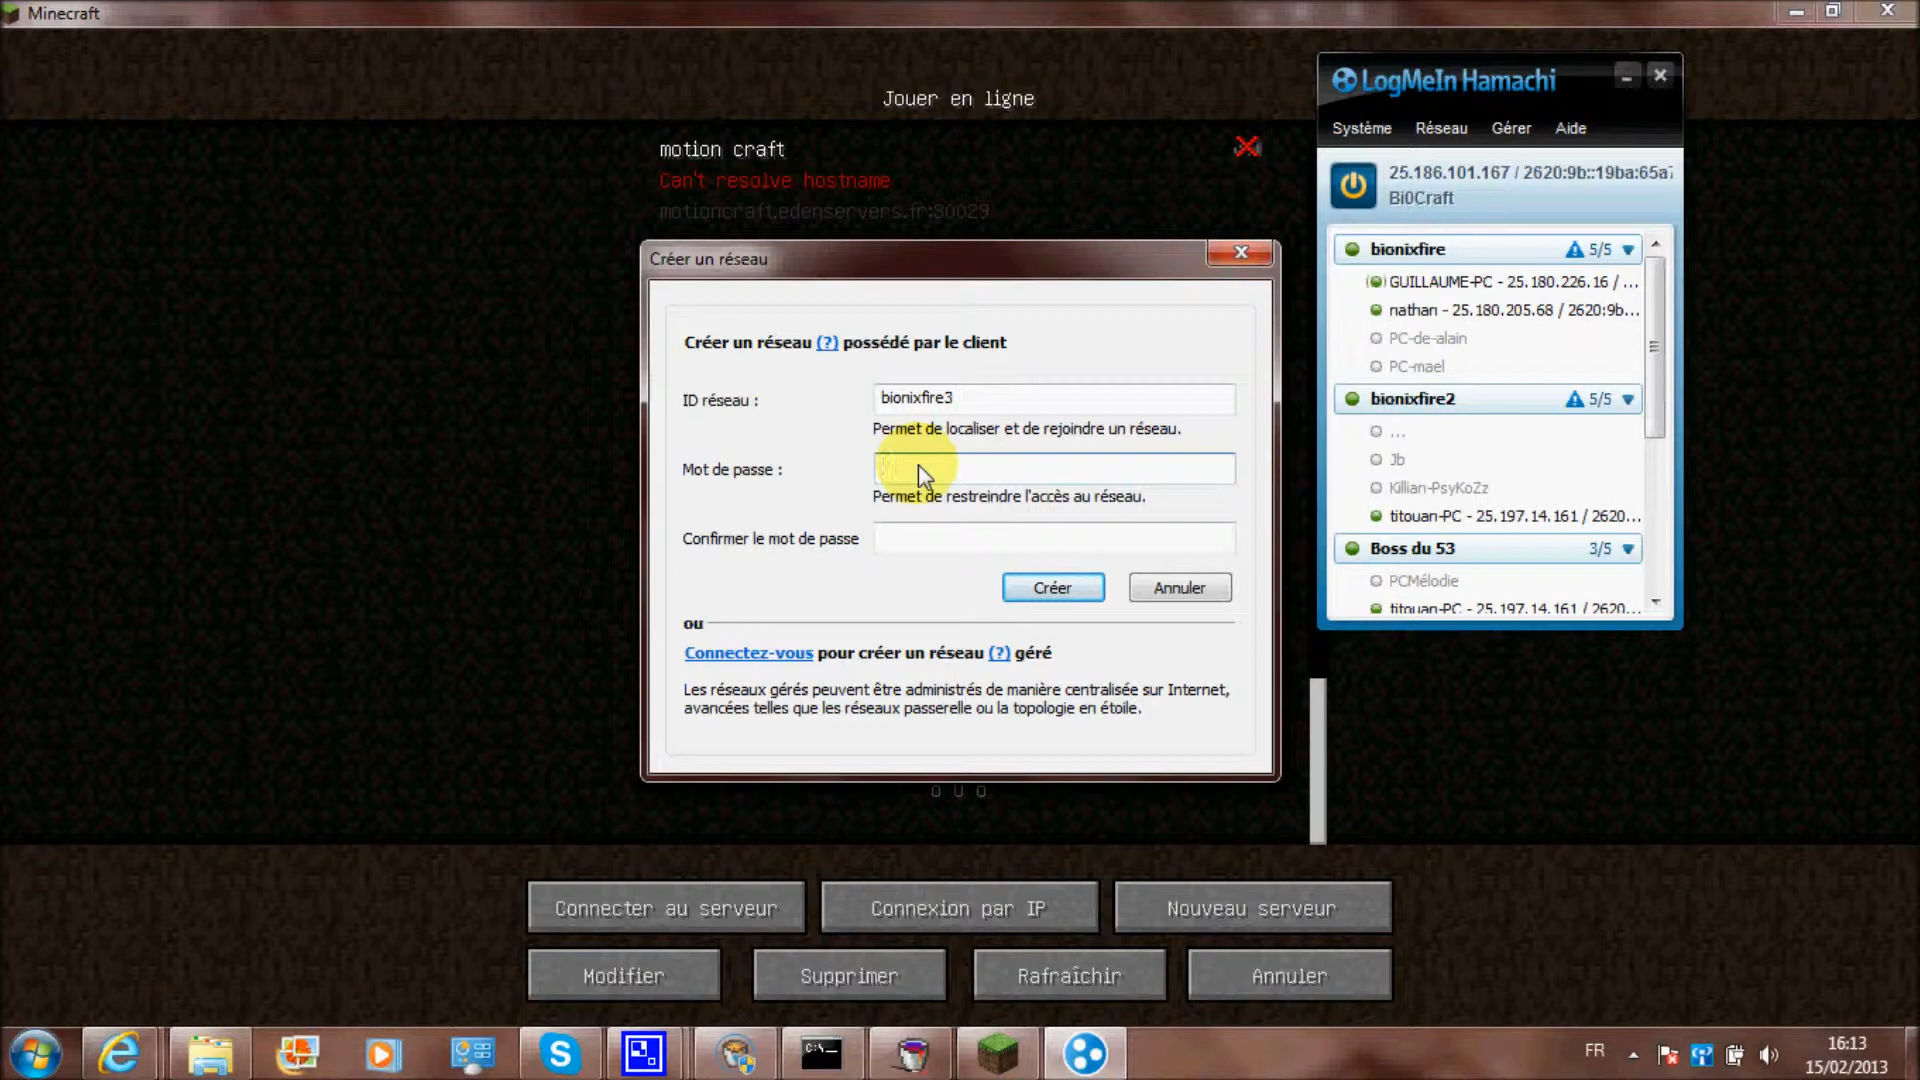 Minecraft
Jouer en ligne
motion craft
Can't resolve hostname
motioncraft.edenservers.fr:30029
Créer un réseau
Créer un réseau (?) possédé par le client
ID réseau :
bionixfire3
Permet de localiser et de rejoindre un réseau.
Mot de passe :
Permet de restreindre l'accès au réseau.
Confirmer le mot de passe
Créer
Annuler
ou
Connectez-vous pour créer un réseau (?) géré
Les réseaux gérés peuvent être administrés de manière centralisée sur Internet,
avancées telles que les réseaux passerelle ou la topologie en étoile.
LogMeIn Hamachi
Système Réseau Gérer Aide
25.186.101.167 / 2620:9b::19ba:65a7
Bi0Craft
bionixfire 5/5
GUILLAUME-PC - 25.180.226.16 / ...
nathan - 25.180.205.68 / 2620:9b...
PC-de-alain
PC-mael
bionixfire2 5/5
...
Jb
Killian-PsyKoZz
titouan-PC - 25.197.14.161 / 2620...
Boss du 53 3/5
PCMélodie
titouan-PC - 25.197.14.161 / 2620...
Connecter au serveur
Connexion par IP
Nouveau serveur
Modifier
Supprimer
Rafraîchir
Annuler
FR
16:13
15/02/2013